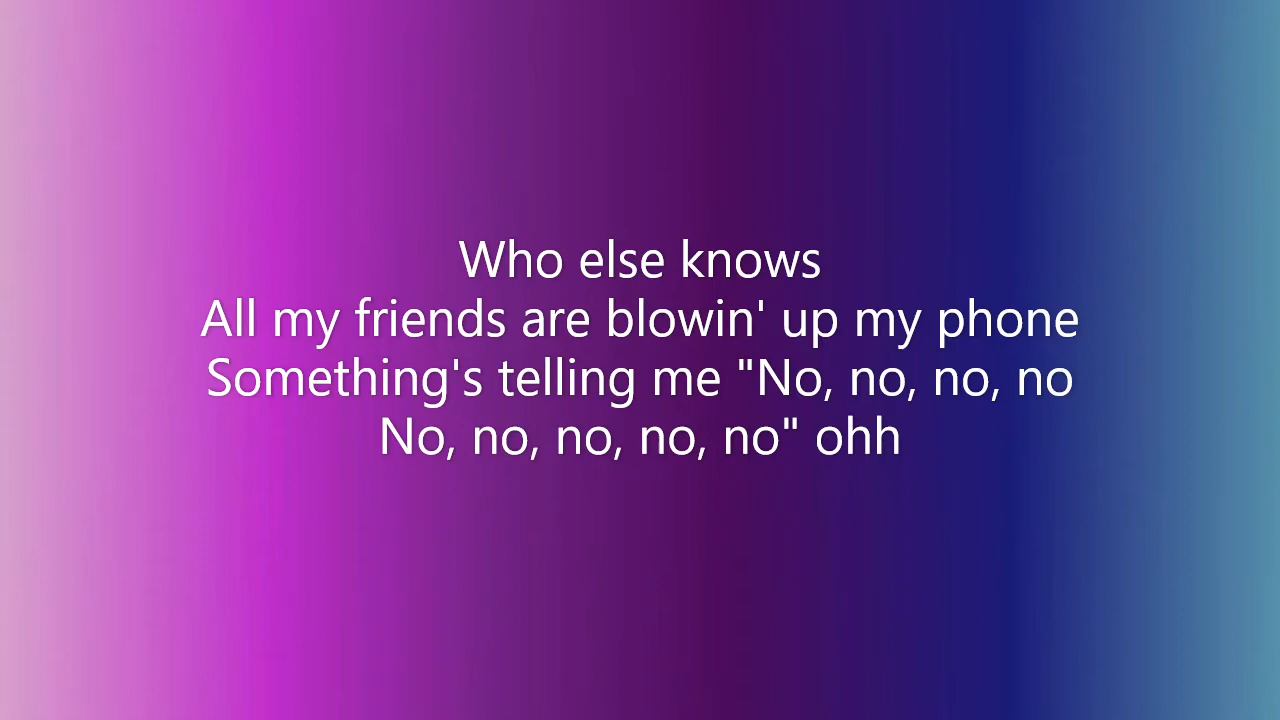 Who else knows
All my friends are blowin' up my phone
Something's telling me "No, no, no, no
No, no, no, no, no" ohh